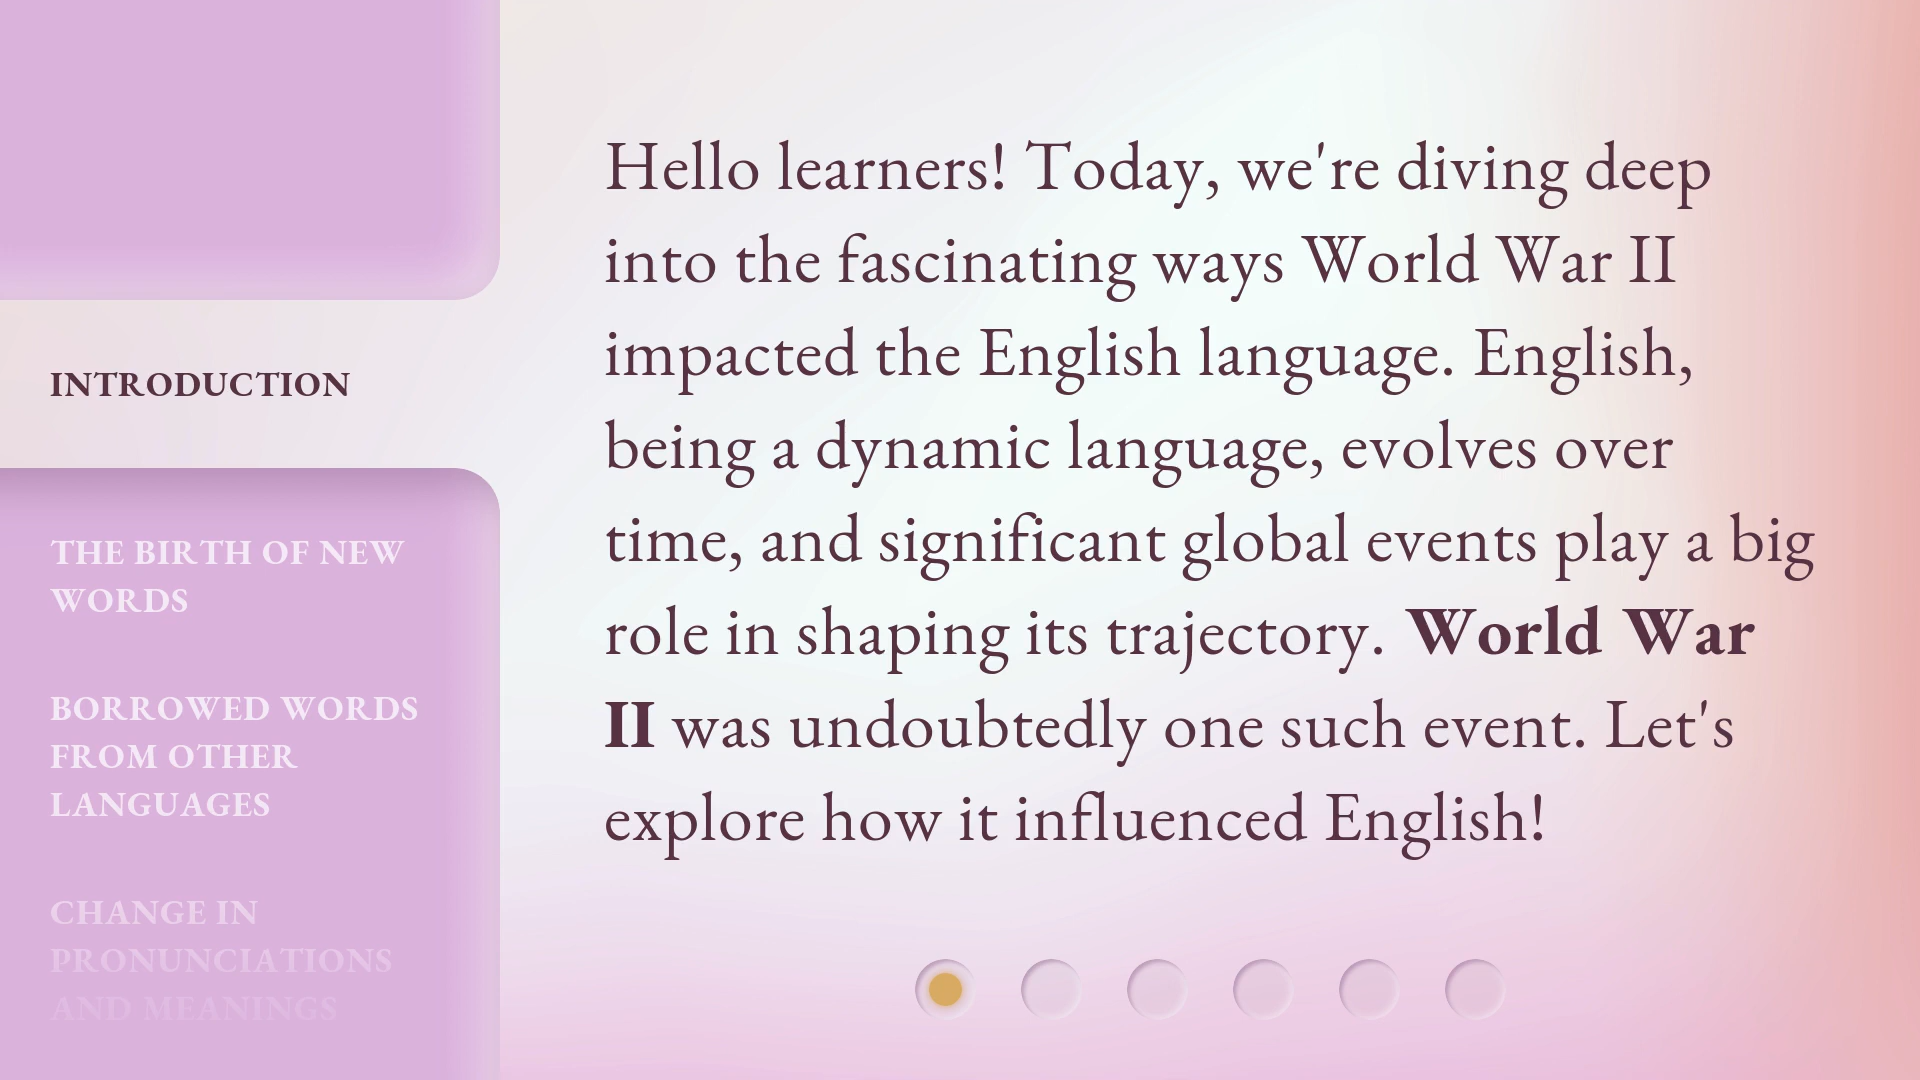 INTRODUCTION
THE BIRTH OF NEW
WORDS
BORROWED WORDS
FROM OTHER
LANGUAGES
CHANGE IN
PRONUNCIATIONS
AND MEANINGS
Hello learners! Today, we're diving deep
into the fascinating ways World War II
impacted the English language. English,
being a dynamic language, evolves over
time, and significant global events play a big
role in shaping its trajectory. World War
II was undoubtedly one such event. Let's
explore how it influenced English!